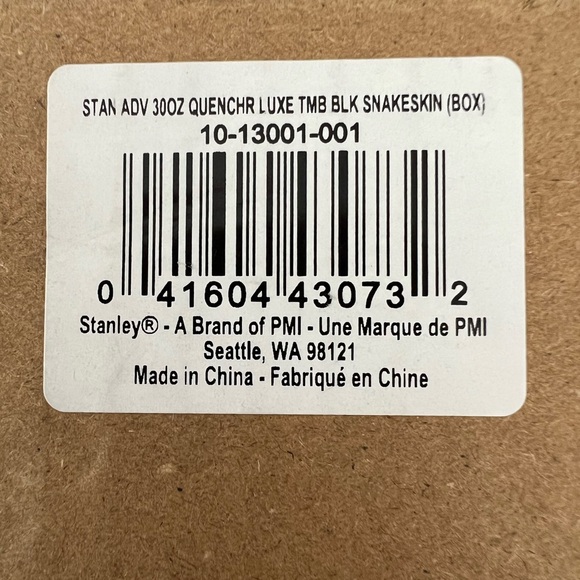 STAN ADV 30OZ QUENCHR LUXE TMB BLK SNAKESKIN (BOX)
10-13001-001
0 41604 43073 2
Stanley® - A Brand of PMI - Une Marque de PMI
Seattle, WA 98121
Made in China - Fabriqué en Chine